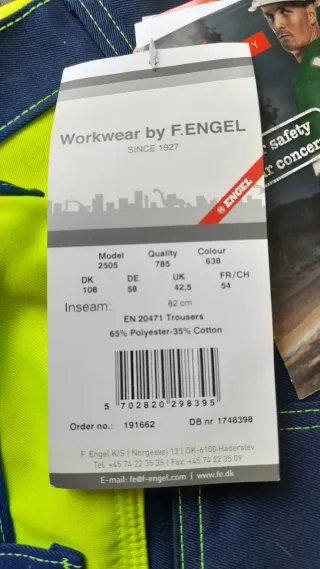 Workwear by F.ENGEL
SINCE 1927
ENGEL
Model Quality Colour
2505 785 638
DK DE UK FR/CH
108 58 42,5 54
Inseam: 82 cm
EN 20471 Trousers
65% Polyester-35% Cotton
5 702820 298395
Order no.: 191662 DB nr 1748398
F. Engel K/S | Norgesvej 12 | DK-6100 Haderslev
Tel. +45 74 22 35 35 | Fax +45 74 22 35 09
E-mail: fe@f-engel.com | www.fe.dk
safety
concern